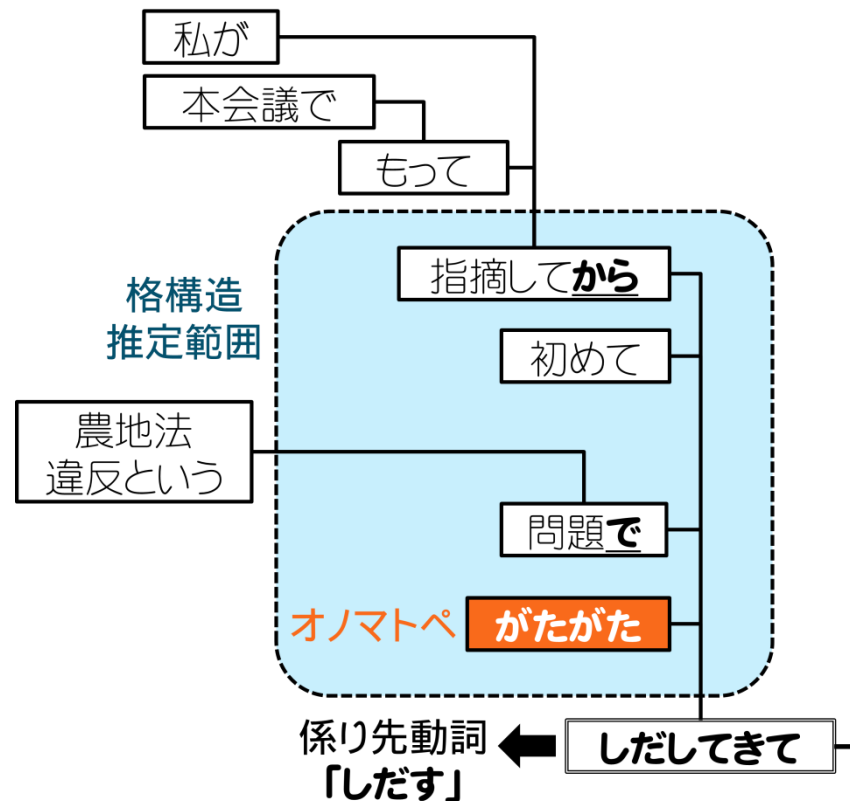 私が
本会議で
もって
指摘してから
格構造
推定範囲
初めて
農地法
違反という
問題で
オノマトペ
がたがた
係り先動詞
「しだす」
しだしてきて